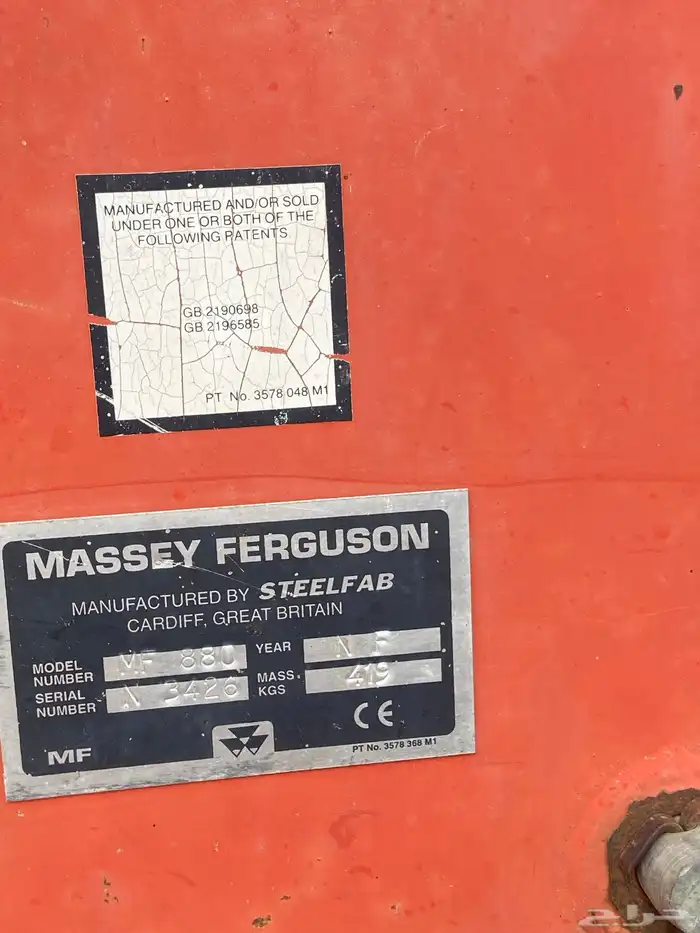 MANUFACTURED AND/OR SOLD
UNDER ONE OR BOTH OF THE
FOLLOWING PATENTS
GB 2190698
GB 2196585
PT No. 3578 048 M1
MASSEY FERGUSON
MANUFACTURED BY STEELFAB
CARDIFF, GREAT BRITAIN
MODEL NUMBER MF 880 YEAR N F
SERIAL NUMBER N 3426 MASS KGS 419
CE
MF
PT No. 3578 368 M1
حراج